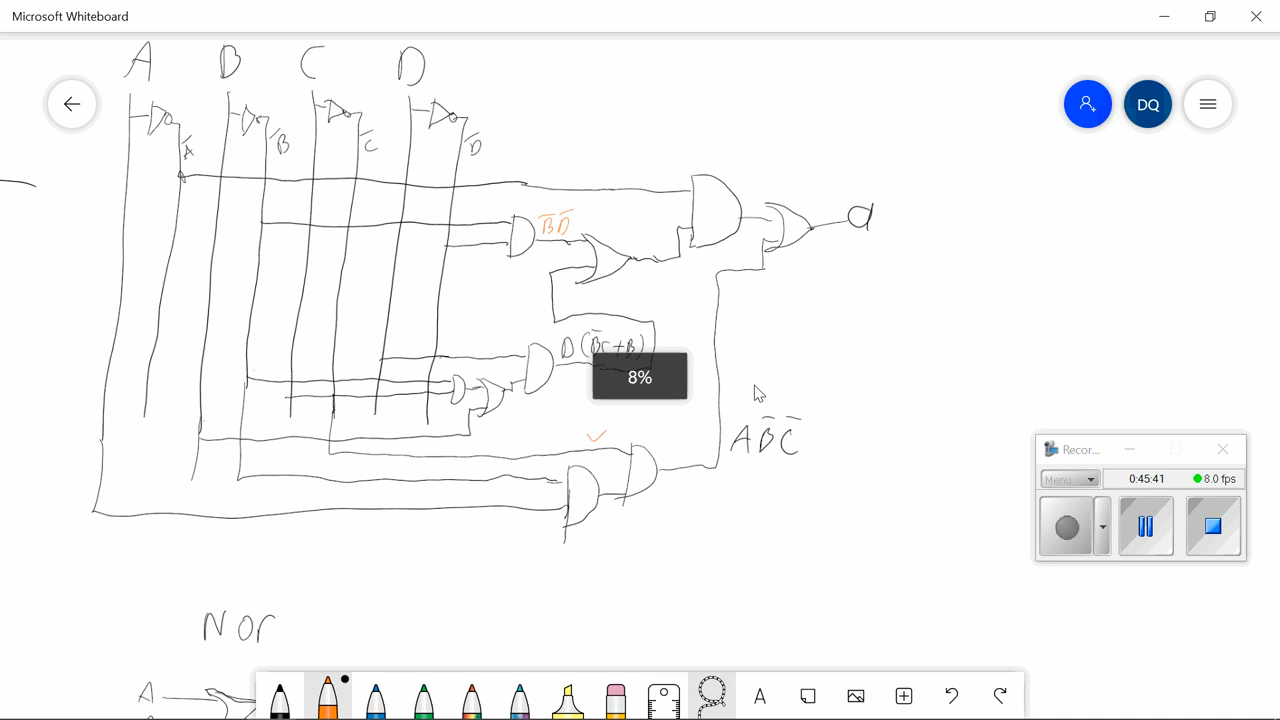 Microsoft Whiteboard
A B C D
DQ
A̅ B̅ C̅ D̅
B̅D̅
a
D(B̅C+B)
8%
AB̅C̅
Recor...
Menu 0:45:41 8.0 fps
Nor
A
A